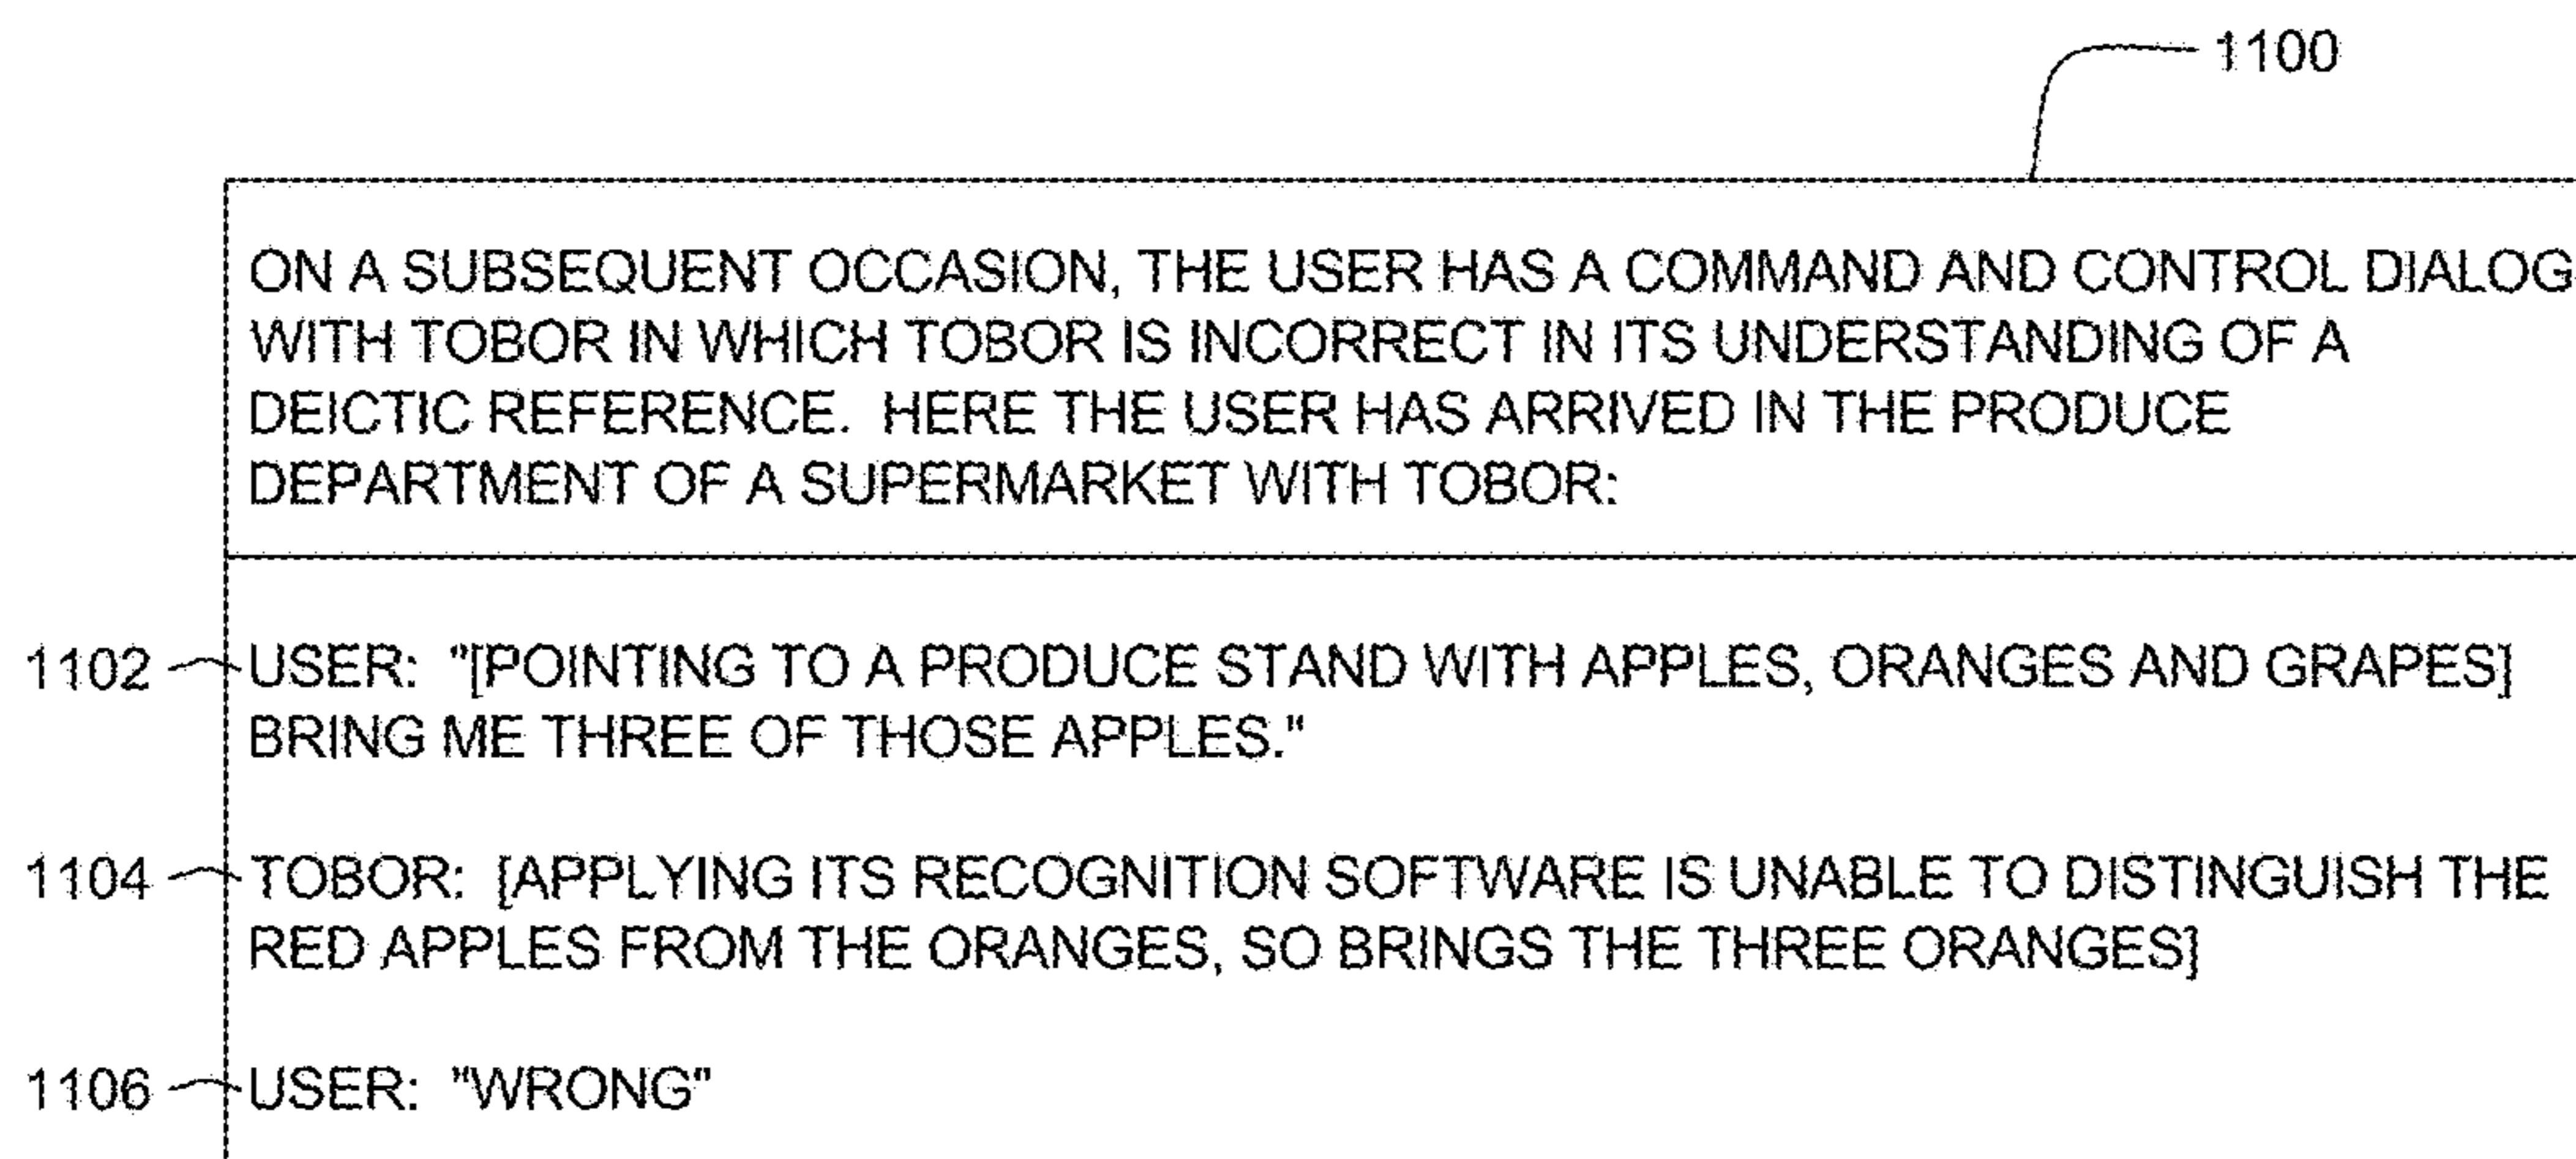 1100
ON A SUBSEQUENT OCCASION, THE USER HAS A COMMAND AND CONTROL DIALOG
WITH TOBOR IN WHICH TOBOR IS INCORRECT IN ITS UNDERSTANDING OF A
DEICTIC REFERENCE. HERE THE USER HAS ARRIVED IN THE PRODUCE
DEPARTMENT OF A SUPERMARKET WITH TOBOR:
1102 USER: "[POINTING TO A PRODUCE STAND WITH APPLES, ORANGES AND GRAPES]
BRING ME THREE OF THOSE APPLES."
1104 TOBOR: [APPLYING ITS RECOGNITION SOFTWARE IS UNABLE TO DISTINGUISH THE
RED APPLES FROM THE ORANGES, SO BRINGS THE THREE ORANGES]
1106 USER: "WRONG"